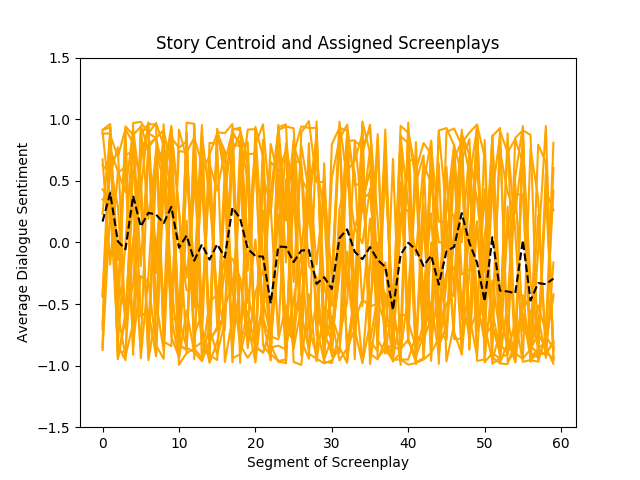 Story Centroid and Assigned Screenplays
1.5
1.0
0.5
0.0
−0.5
−1.0
−1.5
Average Dialogue Sentiment
0 10 20 30 40 50 60
Segment of Screenplay